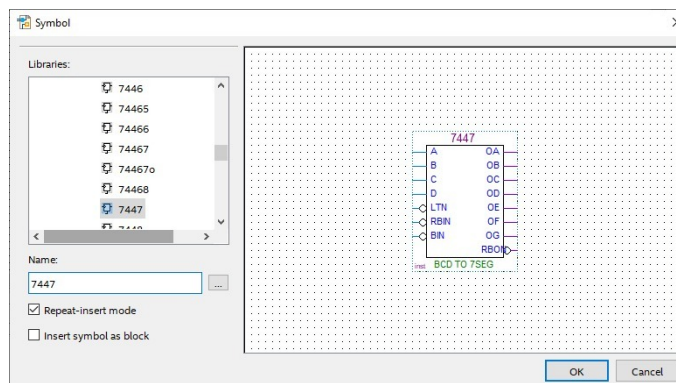 Symbol
Libraries:
7446
74465
74466
74467
74467o
74468
7447
7448
Name:
7447
...
Repeat-insert mode
Insert symbol as block
7447
A OA
B OB
C OC
D OD
LTN OE
RBIN OF
BIN OG
RBON
inst BCD TO 7SEG
OK Cancel